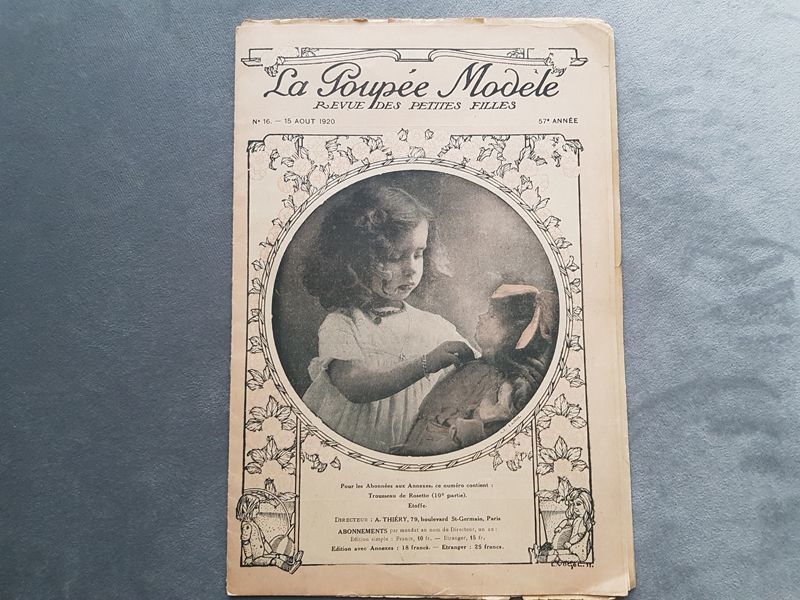 La Poupée Modèle
REVUE DES PETITES FILLES
Nº 16. — 15 AOUT 1920 57e ANNÉE
Pour les Abonnées aux Annexes, ce numéro contient :
Trousseau de Rosette (10e partie).
Etoffe.
DIRECTEUR : A. THIÉRY, 79, boulevard St-Germain, Paris
ABONNEMENTS par mandat au nom du Directeur, un an :
Edition simple : France, 10 fr. — Etranger, 15 fr.
Edition avec Annexes : 18 francs. — Etranger : 25 francs.